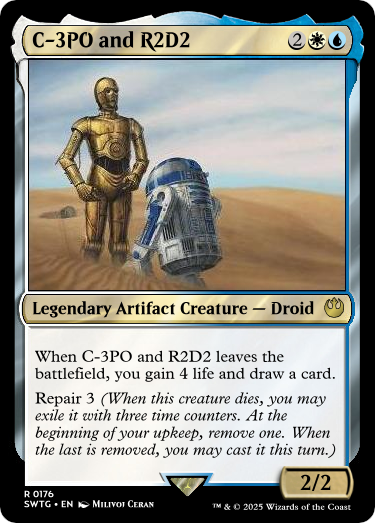 C-3PO and R2D2 2
Legendary Artifact Creature — Droid
When C-3PO and R2D2 leaves the
battlefield, you gain 4 life and draw a card.
Repair 3 (When this creature dies, you may
exile it with three time counters. At the
beginning of your upkeep, remove one. When
the last is removed, you may cast it this turn.)
2/2
R 0176
SWTG • EN Milivoj Ceran
™ & © 2025 Wizards of the Coast